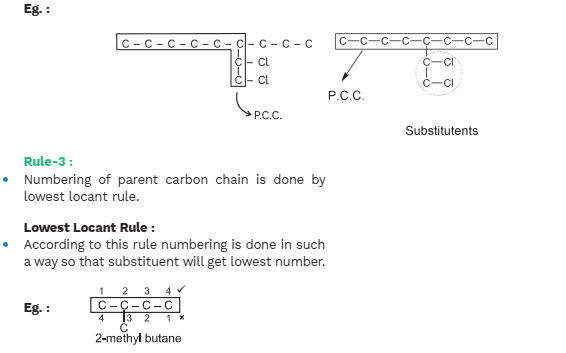 Eg. :
C – C – C – C – C – C – C – C – C
C – Cl
C – Cl
P.C.C.
C—C—C—C—C—C—C—C
C—Cl
C—Cl
P.C.C.
Substitutents
Rule-3 :
• Numbering of parent carbon chain is done by
lowest locant rule.
Lowest Locant Rule :
• According to this rule numbering is done in such
a way so that substituent will get lowest number.
Eg. :
1 2 3 4 ✓
C – C – C – C
4 3 2 1 ×
C
2-methyl butane